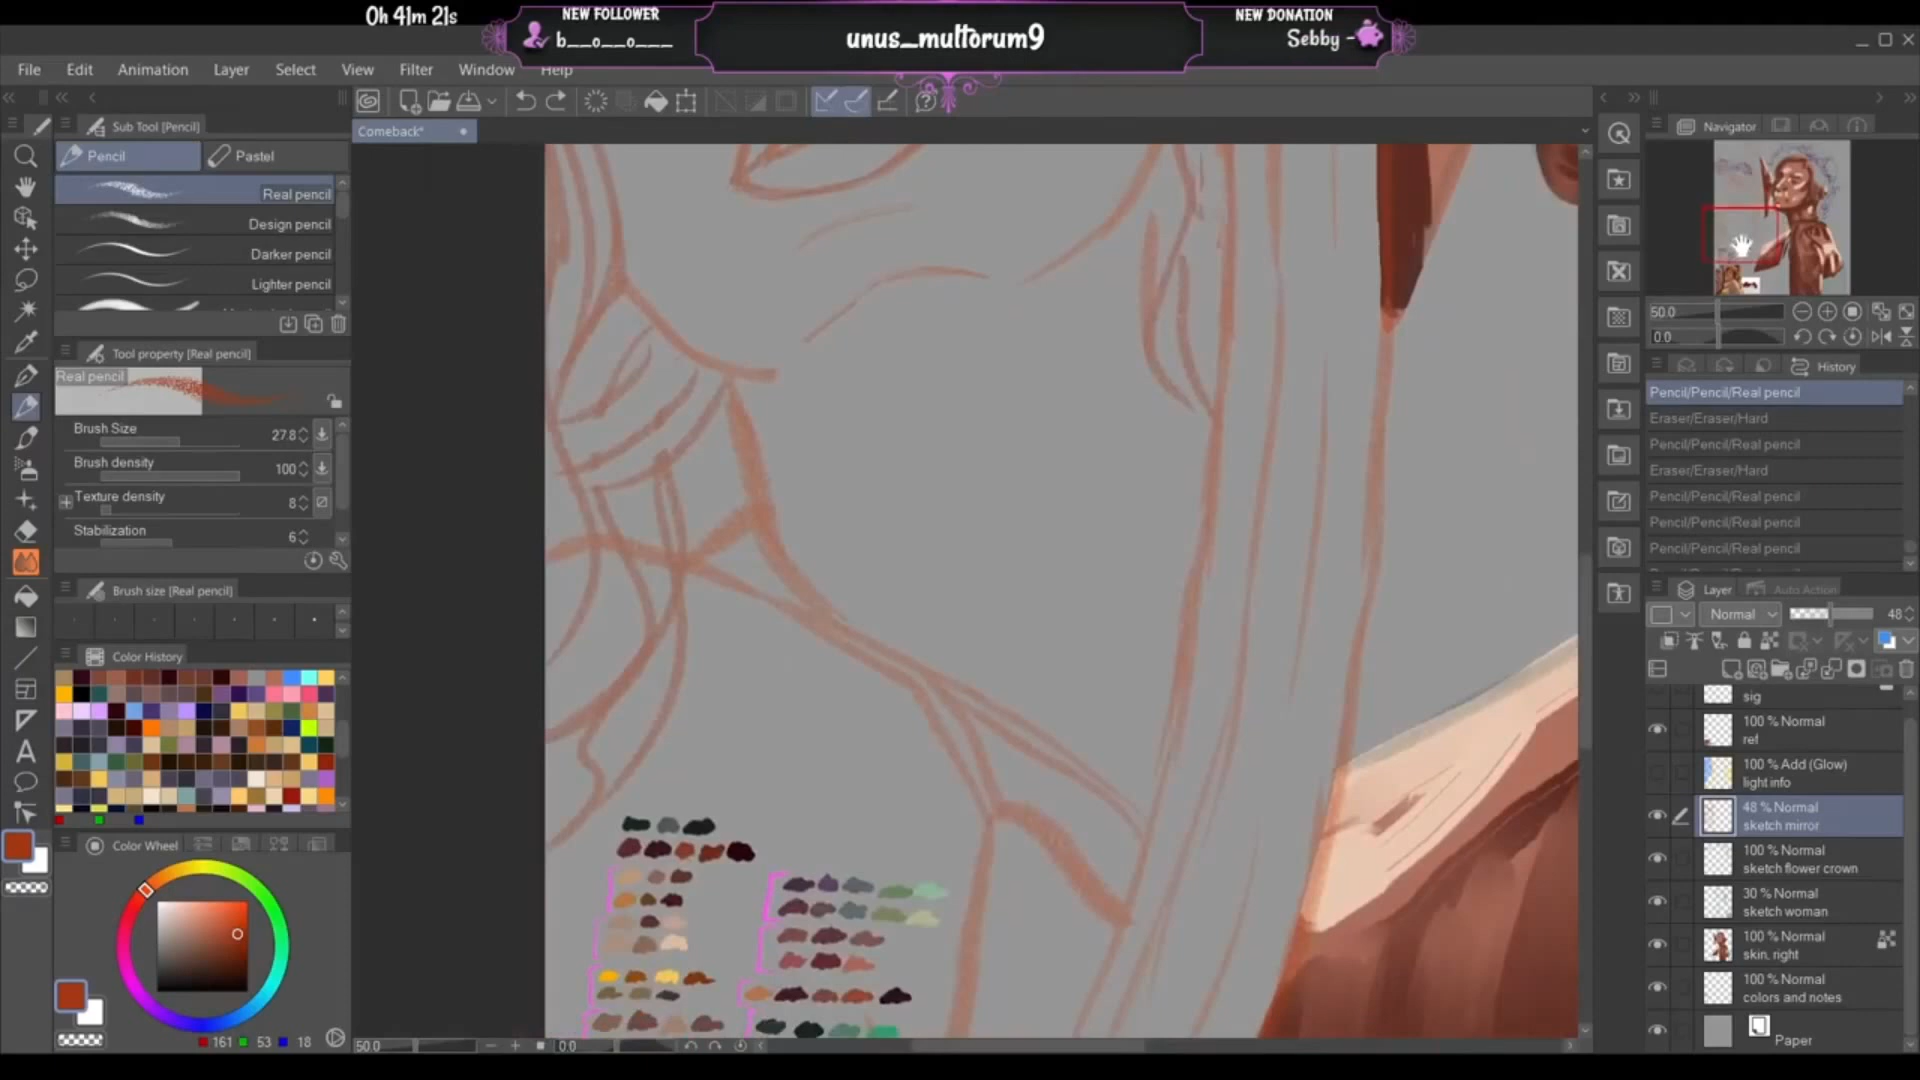 0h 41m 21s
NEW FOLLOWER
b__o__o___
unus_multorum9
NEW DONATION
Sebby -
File Edit Animation Layer Select View Filter Window Help
Sub Tool [Pencil]
Comeback*
Navigator
Pencil Pastel
Real pencil
Design pencil
Darker pencil
Lighter pencil
50.0
0.0
Tool property [Real pencil]
Real pencil
Brush Size 27.8
Brush density 100
Texture density 8
Stabilization 6
History
Pencil/Pencil/Real pencil
Eraser/Eraser/Hard
Pencil/Pencil/Real pencil
Eraser/Eraser/Hard
Pencil/Pencil/Real pencil
Pencil/Pencil/Real pencil
Pencil/Pencil/Real pencil
Brush size [Real pencil]
Color History
Layer Auto Action
Normal 48
sig
100 % Normal
ref
100 % Add (Glow)
light info
48 % Normal
sketch mirror
100 % Normal
sketch flower crown
30 % Normal
sketch woman
100 % Normal
skin, right
100 % Normal
colors and notes
Paper
Color Wheel
161 53 18
50.0 0.0